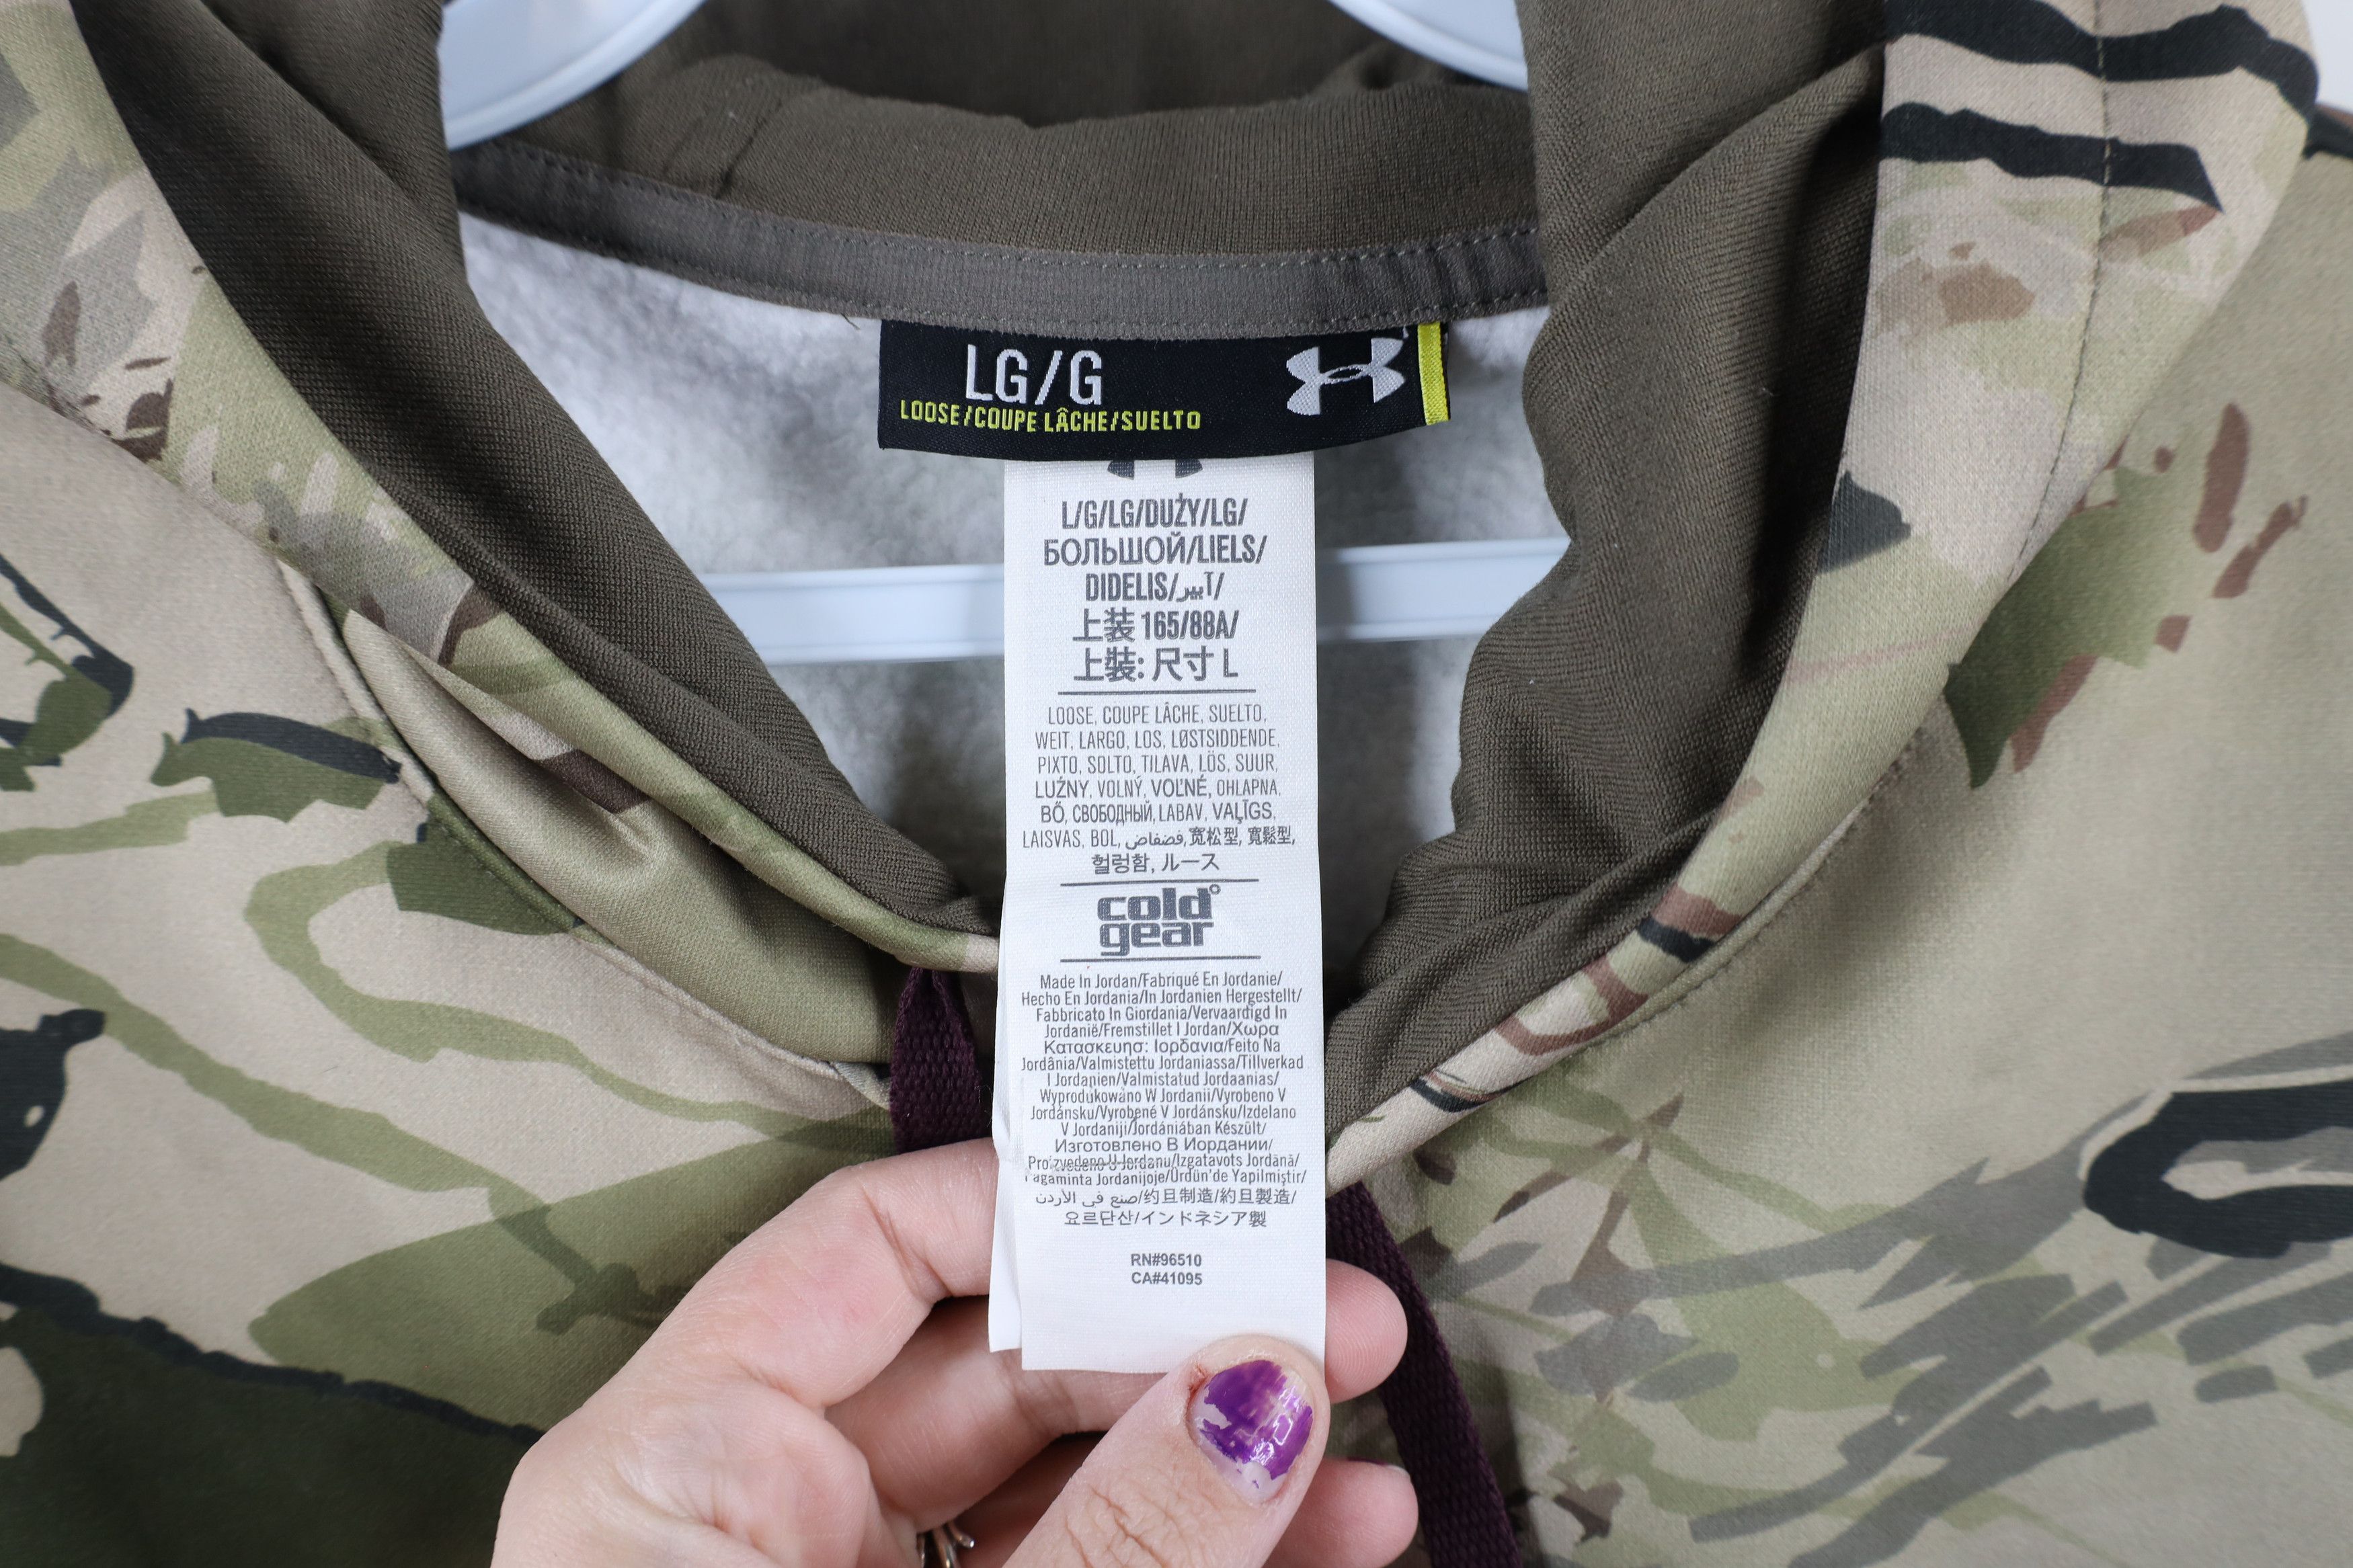 LG/G
LOOSE/COUPE LÂCHE/SUELTO
L/G/LG/DUŻY/LG/
БОЛЬШОЙ/LIELS/
DIDELIS/كبير/
上装 165/88A/
上裝: 尺寸 L
LOOSE, COUPE LÂCHE, SUELTO,
WEIT, LARGO, LOS, LØSTSIDDENDE,
PIXTO, SOLTO, TILAVA, LÖS, SUUR,
LUŹNY, VOLNÝ, VOĽNÉ, OHLAPNA,
BŐ, СВОБОДНЫЙ, LABAV, VAĻĪGS,
LAISVAS, BOL, فضفاض, 宽松型, 寬鬆型,
헐렁함, ルース
cold
gear
Made In Jordan/Fabriqué En Jordanie/
Hecho En Jordania/In Jordanien Hergestellt/
Fabbricato In Giordania/Vervaardigd In
Jordanië/Fremstillet I Jordan/Χωρα
Κατασκευησ: Ιορδανια/Feito Na
Jordânia/Valmistettu Jordaniassa/Tillverkad
I Jordanien/Valmistatud Jordaanias/
Wyprodukowano W Jordanii/Vyrobeno V
Jordánsku/Vyrobené V Jordánsku/Izdelano
V Jordaniji/Jordániában Készült/
Изготовлено В Иордании/
Proizvedeno U Jordanu/Izgatavots Jordānā/
Pagaminta Jordanijoje/Ürdün'de Yapilmiştir/
صنع في الأردن/约旦制造/約旦製造/
요르단산/インドネシア製
RN#96510
CA#41095